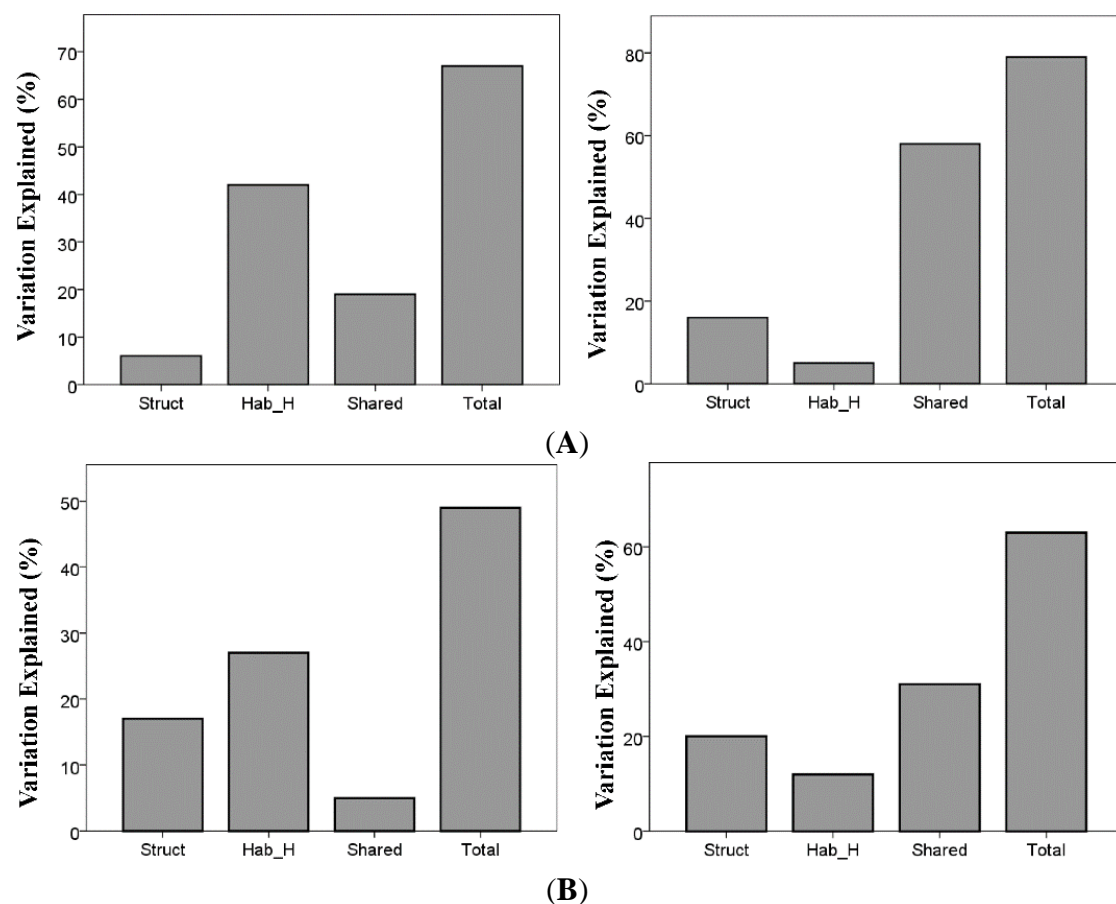 Variation Explained (%)
70
60
50
40
30
20
10
0
Struct Hab_H Shared Total
Variation Explained (%)
80
60
40
20
0
Struct Hab_H Shared Total
(A)
Variation Explained (%)
50
40
30
20
10
0
Struct Hab_H Shared Total
Variation Explained (%)
60
40
20
0
Struct Hab_H Shared Total
(B)